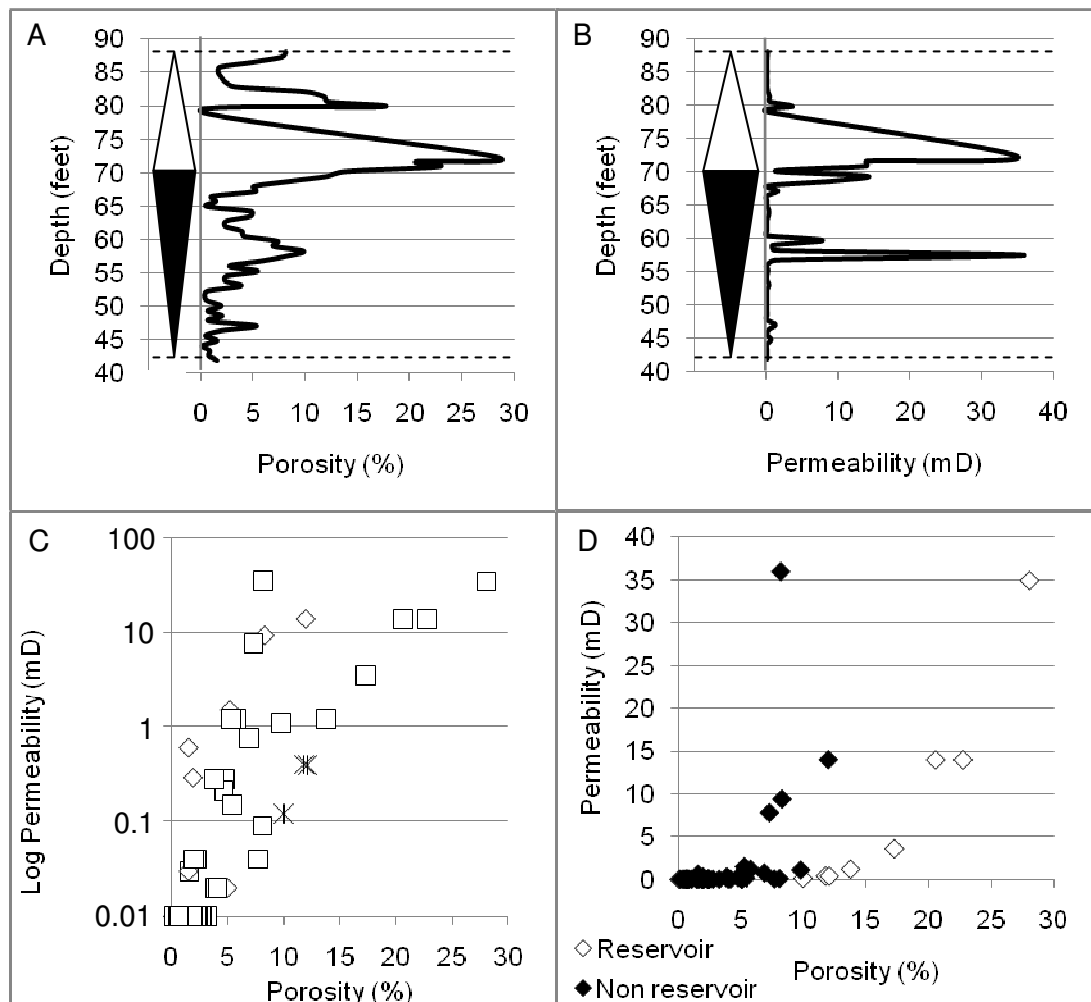 A
90
85
80
75
70
65
60
55
50
45
40
Depth (feet)
0 5 10 15 20 25 30
Porosity (%)
B
90
85
80
75
70
65
60
55
50
45
40
Depth (feet)
0 10 20 30 40
Permeability (mD)
C
100
10
1
0.1
0.01
Log Permeability (mD)
0 5 10 15 20 25 30
Porosity (%)
D
40
35
30
25
20
15
10
5
0
Permeability (mD)
0 5 10 15 20 25 30
Porosity (%)
Reservoir
Non reservoir